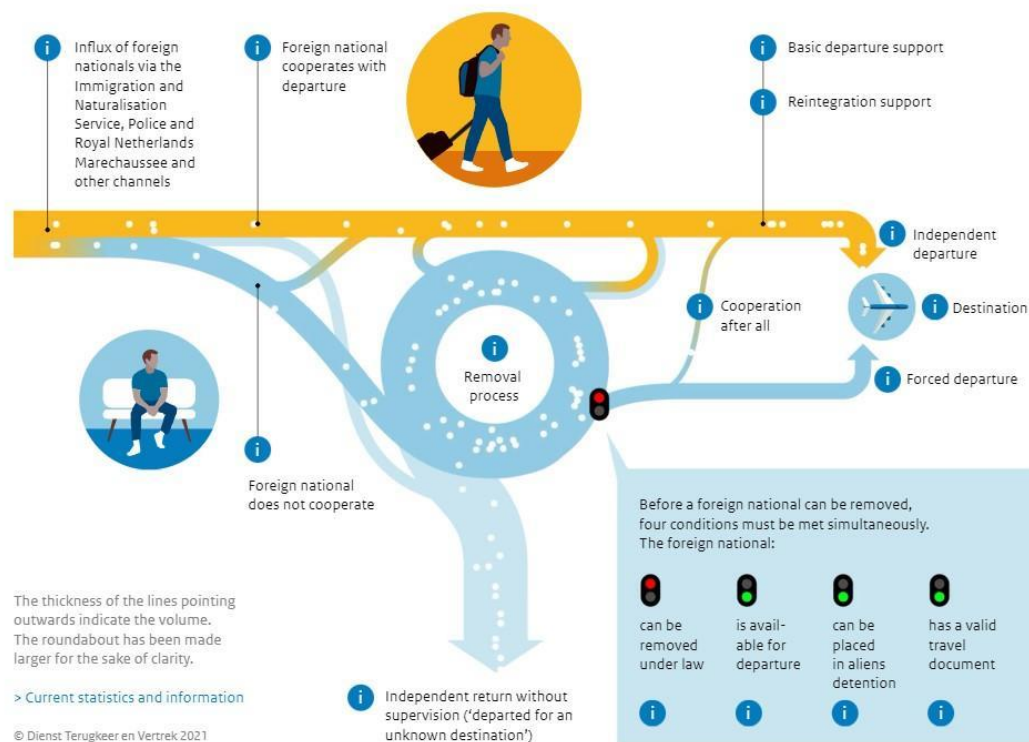 Influx of foreign
nationals via the
Immigration and
Naturalisation
Service, Police and
Royal Netherlands
Marechaussee and
other channels
Foreign national
cooperates with
departure
Basic departure support
Reintegration support
Independent
departure
Cooperation
after all
Destination
Removal
process
Forced departure
Foreign national
does not cooperate
Before a foreign national can be removed,
four conditions must be met simultaneously.
The foreign national:
can be
removed
under law
is avail-
able for
departure
can be
placed
in aliens
detention
has a valid
travel
document
The thickness of the lines pointing
outwards indicate the volume.
The roundabout has been made
larger for the sake of clarity.
> Current statistics and information
© Dienst Terugkeer en Vertrek 2021
Independent return without
supervision (‘departed for an
unknown destination’)